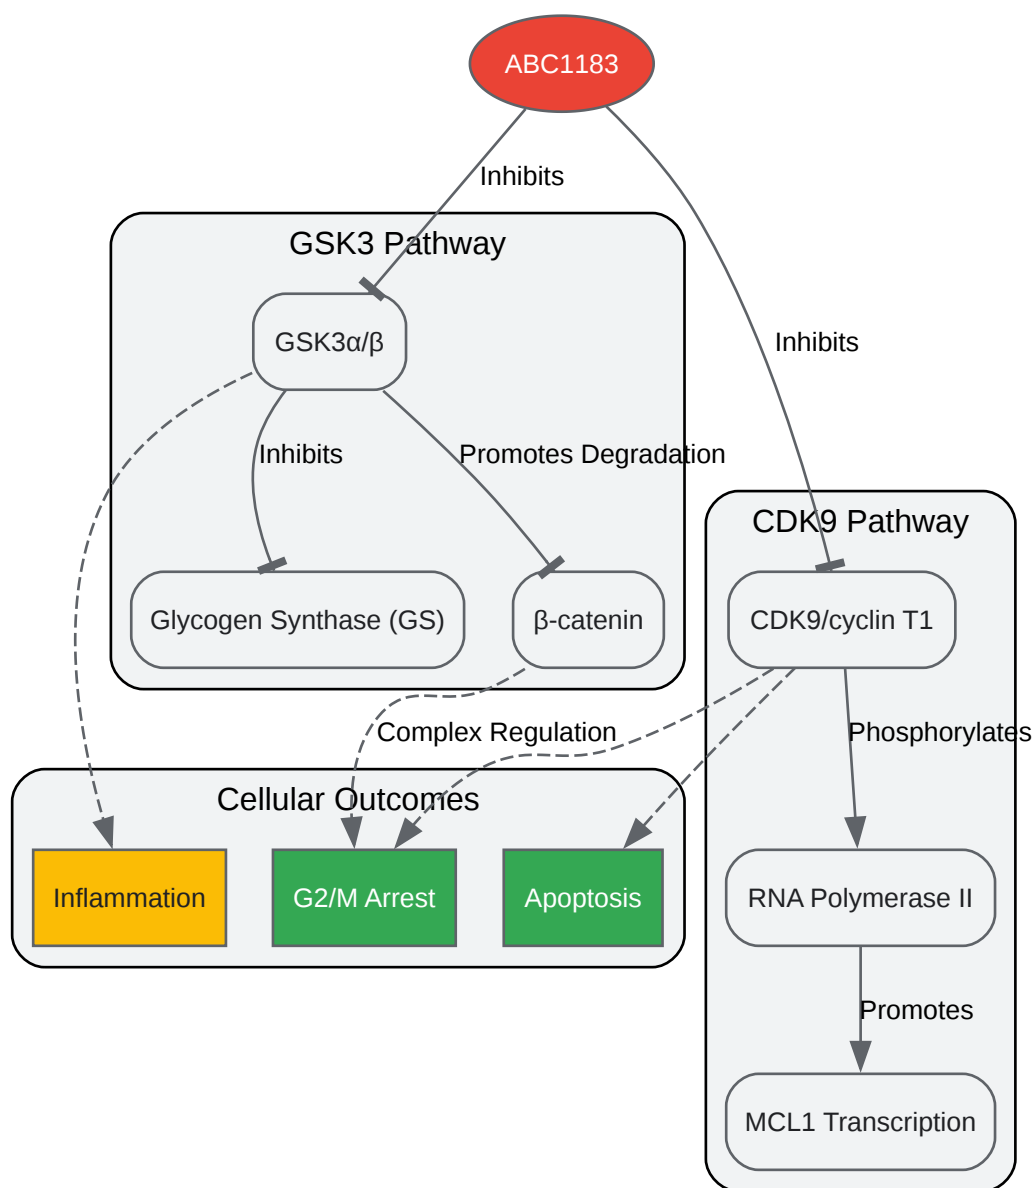 ABC1183
Inhibits
GSK3 Pathway
GSK3α/β
Inhibits
Inhibits
Promotes Degradation
CDK9 Pathway
Glycogen Synthase (GS)
β-catenin
CDK9/cyclin T1
Complex Regulation
Phosphorylates
Cellular Outcomes
Inflammation
G2/M Arrest
Apoptosis
RNA Polymerase II
Promotes
MCL1 Transcription